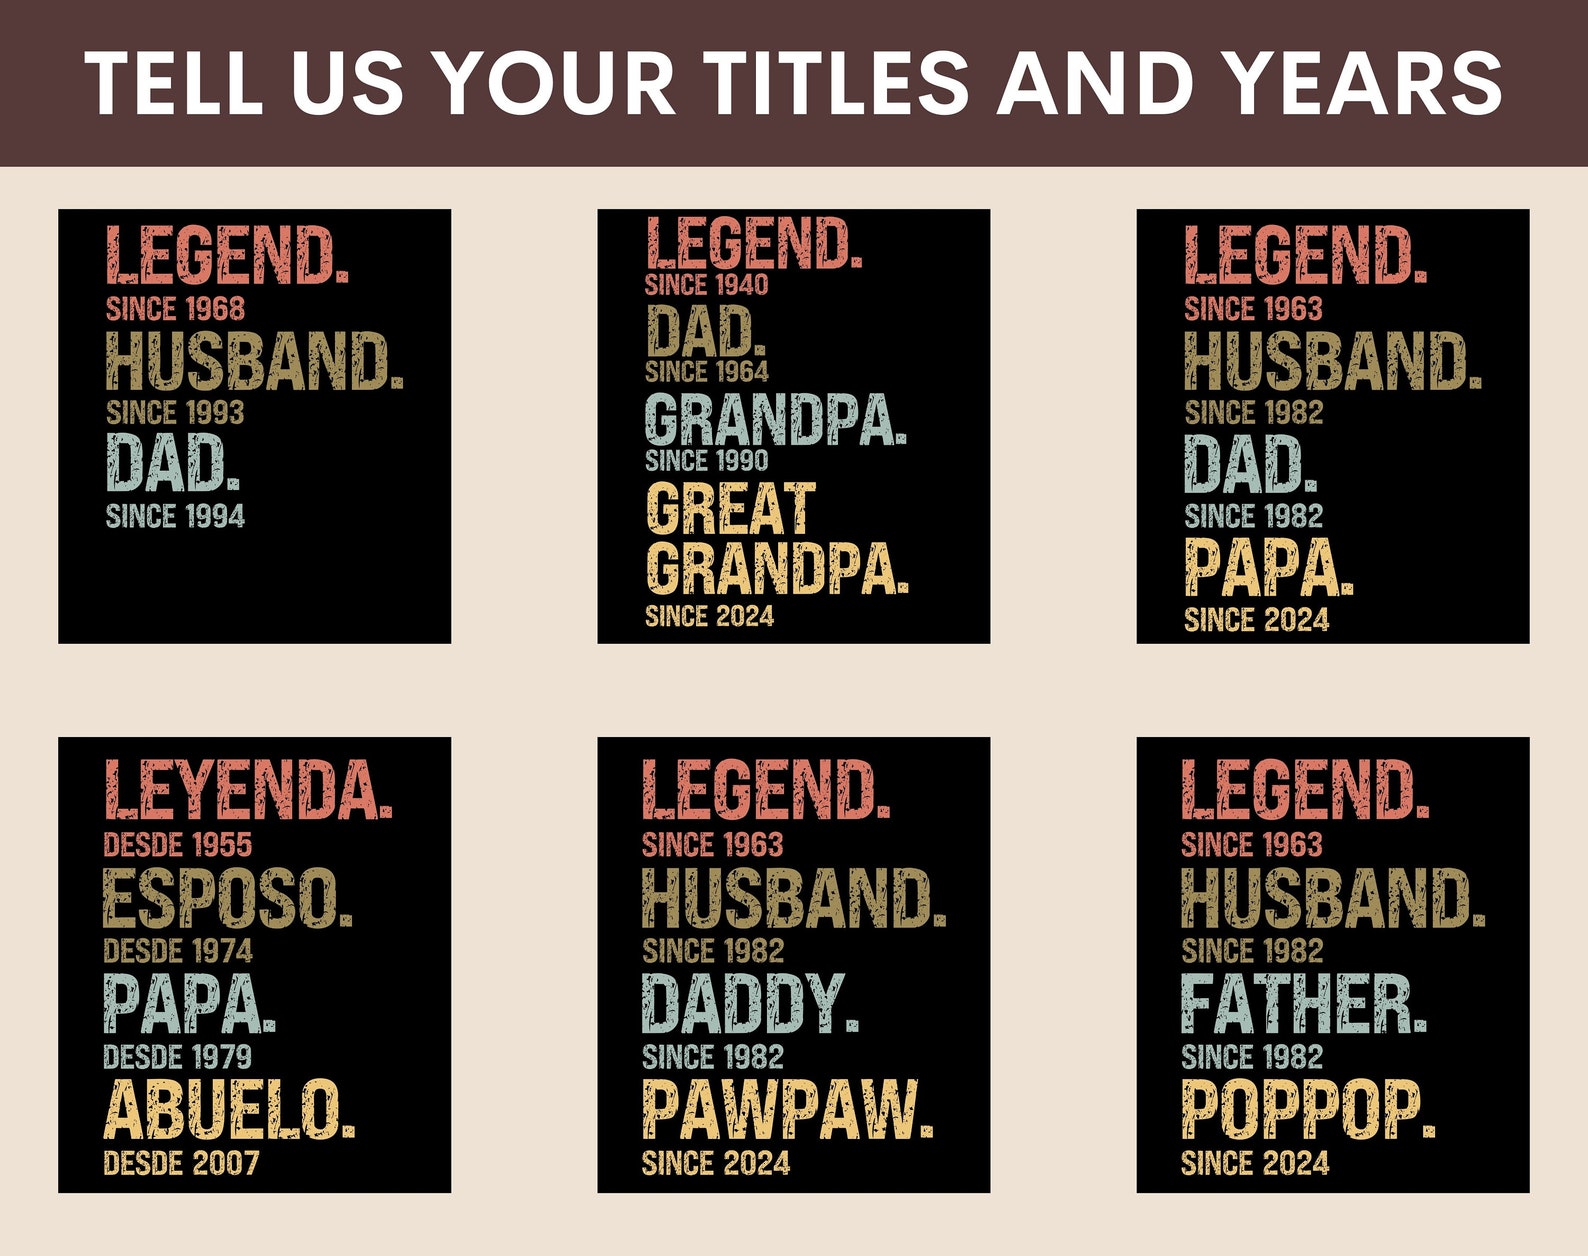 TELL US YOUR TITLES AND YEARS
LEGEND.
SINCE 1968
HUSBAND.
SINCE 1993
DAD.
SINCE 1994
LEGEND.
SINCE 1940
DAD.
SINCE 1964
GRANDPA.
SINCE 1990
GREAT
GRANDPA.
SINCE 2024
LEGEND.
SINCE 1963
HUSBAND.
SINCE 1982
DAD.
SINCE 1982
PAPA.
SINCE 2024
LEYENDA.
DESDE 1955
ESPOSO.
DESDE 1974
PAPA.
DESDE 1979
ABUELO.
DESDE 2007
LEGEND.
SINCE 1963
HUSBAND.
SINCE 1982
DADDY.
SINCE 1982
PAWPAW.
SINCE 2024
LEGEND.
SINCE 1963
HUSBAND.
SINCE 1982
FATHER.
SINCE 1982
POPPOP.
SINCE 2024